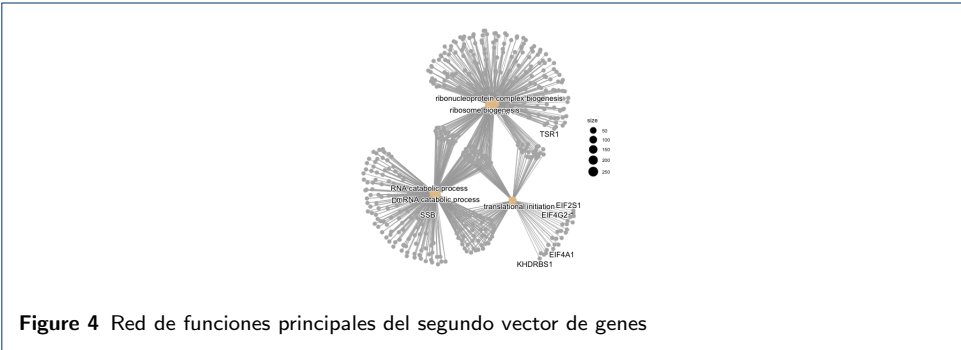 ribonucleoprotein complex biogenesis
ribosome biogenesis
TSR1
size
50
100
150
200
250
RNA catabolic process
mRNA catabolic process
SSB
translational initiation
EIF2S1
EIF4G2
EIF4A1
KHDRBS1
Figure 4 Red de funciones principales del segundo vector de genes